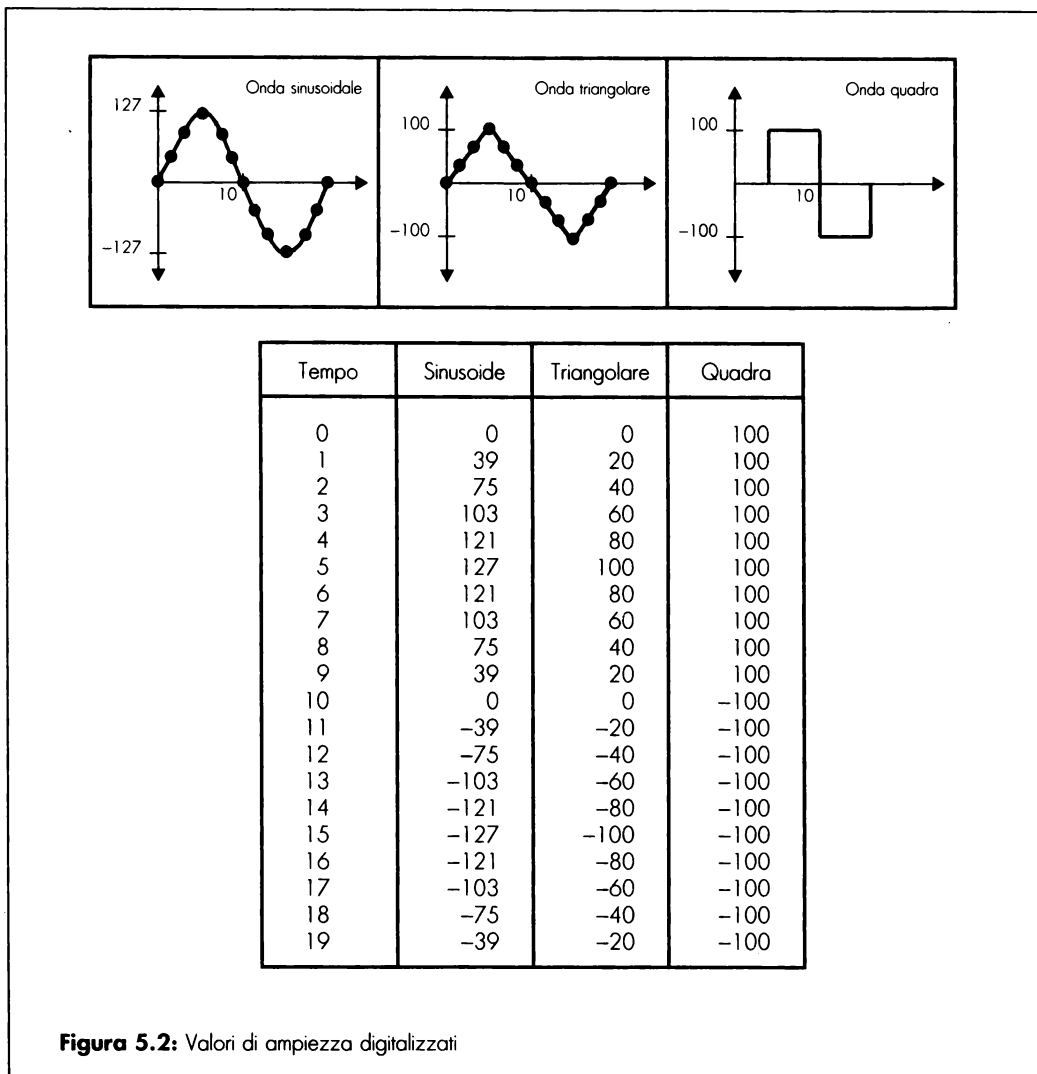 Onda sinusoidale
127
10
-127
Onda triangolare
100
10
-100
Onda quadra
100
10
-100
Tempo Sinusoide Triangolare Quadra
0 0 0 100
1 39 20 100
2 75 40 100
3 103 60 100
4 121 80 100
5 127 100 100
6 121 80 100
7 103 60 100
8 75 40 100
9 39 20 100
10 0 0 -100
11 -39 -20 -100
12 -75 -40 -100
13 -103 -60 -100
14 -121 -80 -100
15 -127 -100 -100
16 -121 -80 -100
17 -103 -60 -100
18 -75 -40 -100
19 -39 -20 -100
Figura 5.2: Valori di ampiezza digitalizzati